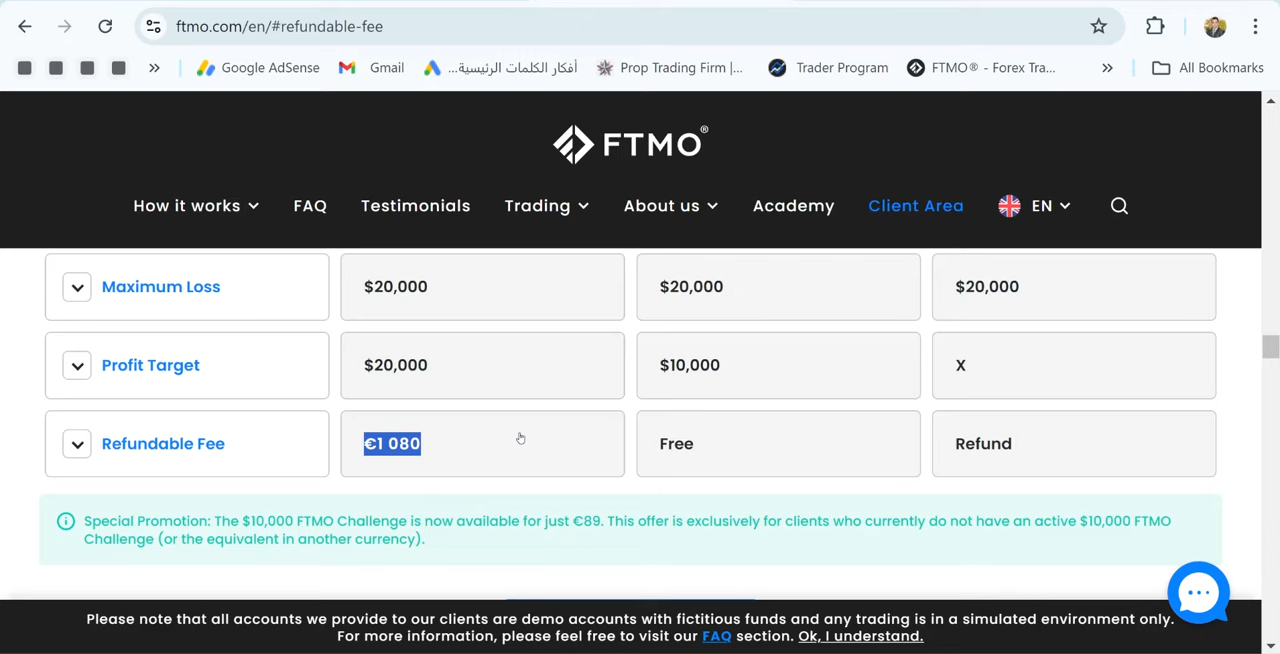 ftmo.com/en/#refundable-fee
Google AdSense Gmail أفكار الكلمات الرئيسية... Prop Trading Firm |... Trader Program FTMO® - Forex Tra... All Bookmarks
FTMO®
How it works FAQ Testimonials Trading About us Academy Client Area EN
Maximum Loss $20,000 $20,000 $20,000
Profit Target $20,000 $10,000 X
Refundable Fee €1 080 Free Refund
Special Promotion: The $10,000 FTMO Challenge is now available for just €89. This offer is exclusively for clients who currently do not have an active $10,000 FTMO
Challenge (or the equivalent in another currency).
Please note that all accounts we provide to our clients are demo accounts with fictitious funds and any trading is in a simulated environment only.
For more information, please feel free to visit our FAQ section. Ok, I understand.